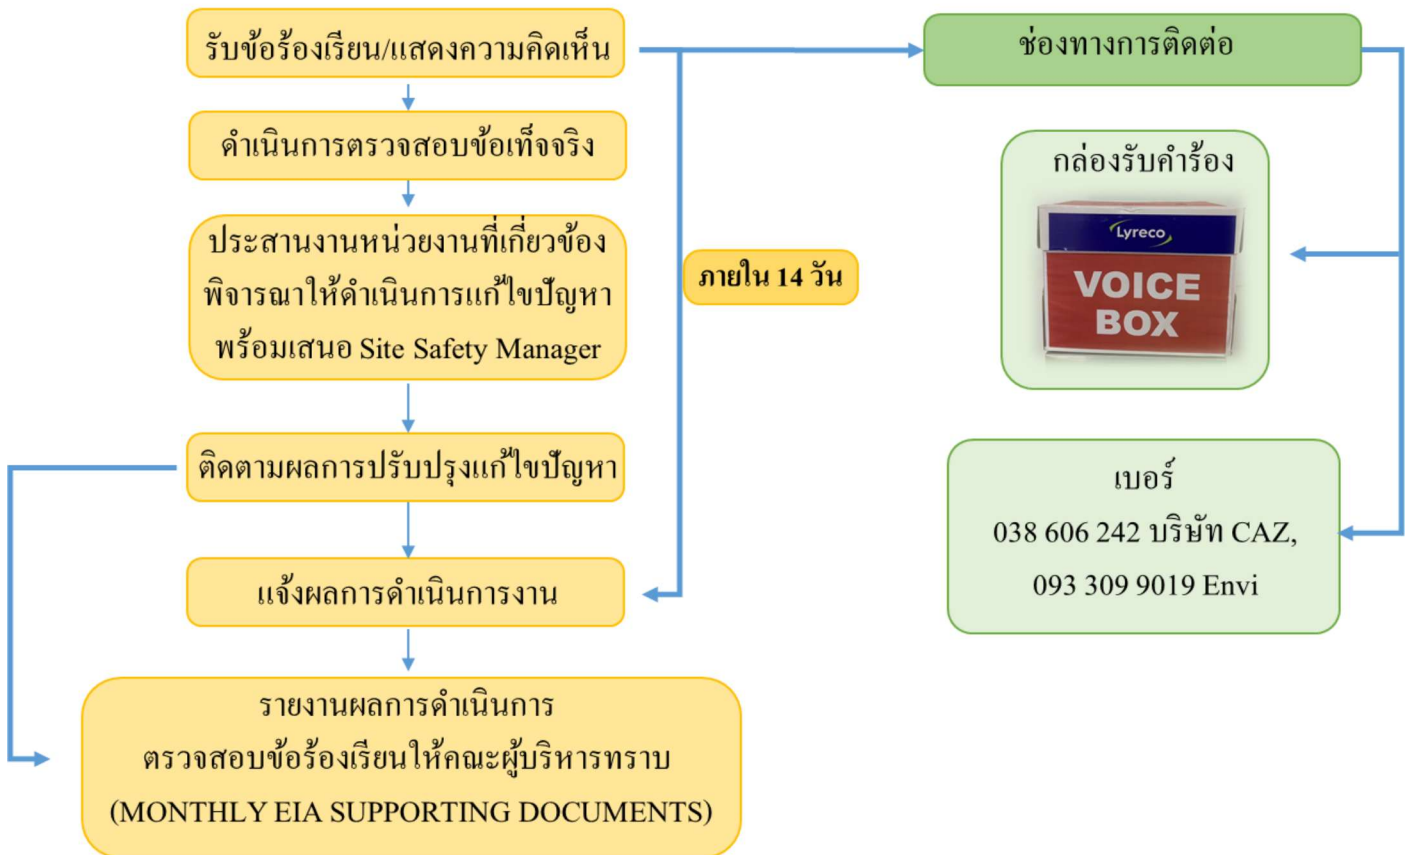 รับข้อร้องเรียน/แสดงความคิดเห็น
ดำเนินการตรวจสอบข้อเท็จจริง
ประสานงานหน่วยงานที่เกี่ยวข้อง
พิจารณาให้ดำเนินการแก้ไขปัญหา
พร้อมเสนอ Site Safety Manager
ติดตามผลการปรับปรุงแก้ไขปัญหา
แจ้งผลการดำเนินการงาน
รายงานผลการดำเนินการ
ตรวจสอบข้อร้องเรียนให้คณะผู้บริหารทราบ
(MONTHLY EIA SUPPORTING DOCUMENTS)
ภายใน 14 วัน
ช่องทางการติดต่อ
กล่องรับคำร้อง
Lyreco
VOICE
BOX
เบอร์
038 606 242 บริษัท CAZ,
093 309 9019 Envi